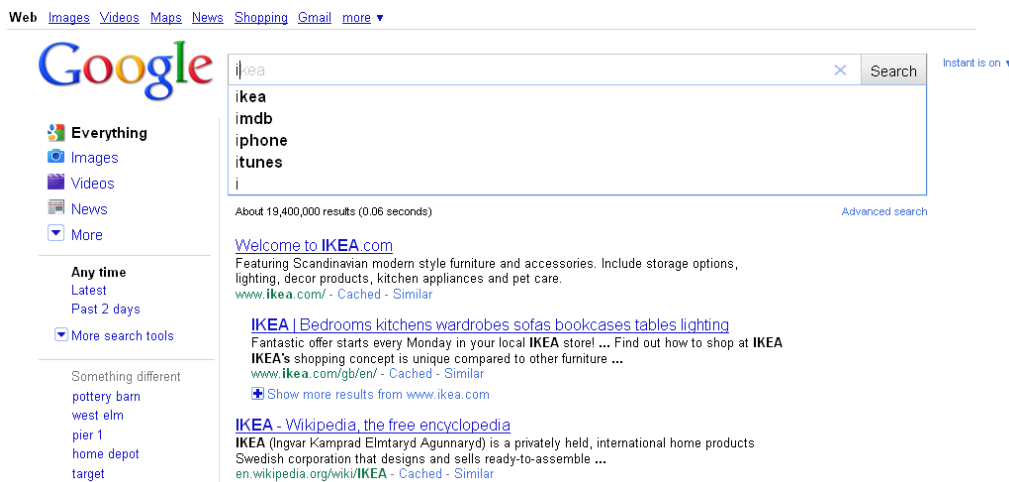 Web Images Videos Maps News Shopping Gmail more ▼
Google
ikea
×
Search
Instant is on
ikea
imdb
iphone
itunes
i
Everything
Images
Videos
News
More
Any time
Latest
Past 2 days
More search tools
Something different
pottery barn
west elm
pier 1
home depot
target
About 19,400,000 results (0.06 seconds)
Advanced search
Welcome to IKEA.com
Featuring Scandinavian modern style furniture and accessories. Include storage options,
lighting, decor products, kitchen appliances and pet care.
www.ikea.com/ - Cached - Similar
IKEA | Bedrooms kitchens wardrobes sofas bookcases tables lighting
Fantastic offer starts every Monday in your local IKEA store! ... Find out how to shop at IKEA
IKEA's shopping concept is unique compared to other furniture ...
www.ikea.com/gb/en/ - Cached - Similar
Show more results from www.ikea.com
IKEA - Wikipedia, the free encyclopedia
IKEA (Ingvar Kamprad Elmtaryd Agunnaryd) is a privately held, international home products
Swedish corporation that designs and sells ready-to-assemble ...
en.wikipedia.org/wiki/IKEA - Cached - Similar